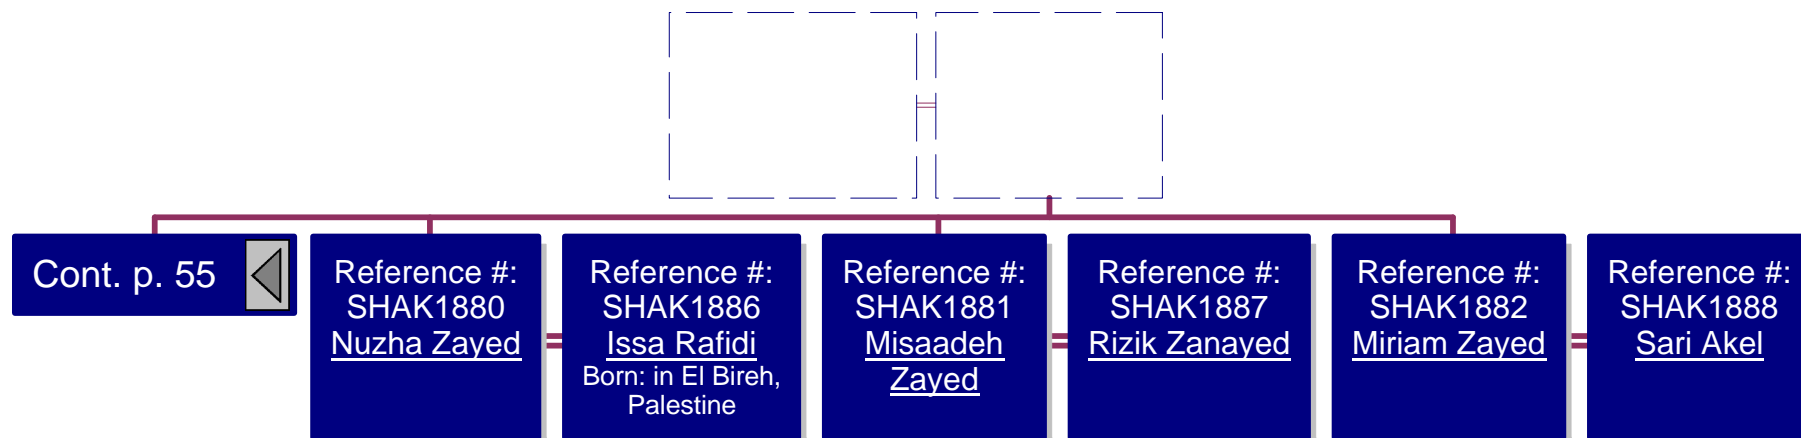 Cont. p. 55
Reference #:
SHAK1880
Nuzha Zayed
Reference #:
SHAK1886
Issa Rafidi
Born: in El Bireh,
Palestine
Reference #:
SHAK1881
Misaadeh
Zayed
Reference #:
SHAK1887
Rizik Zanayed
Reference #:
SHAK1882
Miriam Zayed
Reference #:
SHAK1888
Sari Akel